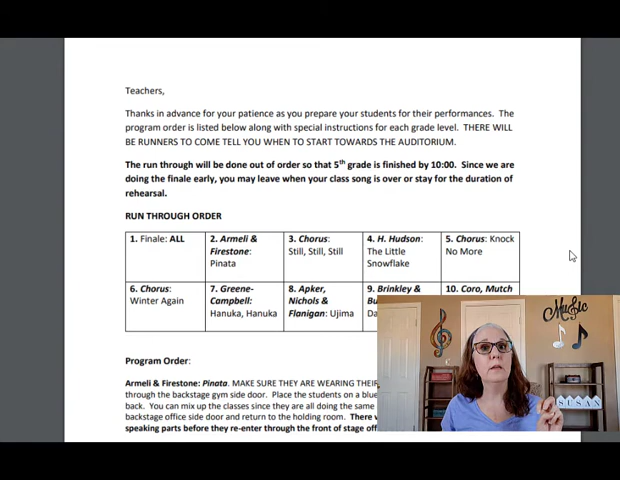 Teachers,
Thanks in advance for your patience as you prepare your students for their performances. The
program order is listed below along with special instructions for each grade level. THERE WILL
BE RUNNERS TO COME TELL YOU WHEN TO START TOWARDS THE AUDITORIUM.
The run through will be done out of order so that 5th grade is finished by 10:00. Since we are
doing the finale early, you may leave when your class song is over or stay for the duration of
rehearsal.
RUN THROUGH ORDER
1. Finale: ALL
2. Armeli &
Firestone:
Pinata
3. Chorus:
Still, Still, Still
4. H. Hudson:
The Little
Snowflake
5. Chorus: Knock
No More
6. Chorus:
Winter Again
7. Greene-
Campbell:
Hanuka, Hanuka
8. Apker,
Nichols &
Flanigan: Ujima
9. Brinkley &
10. Coro, Mutch
Program Order:
Armeli & Firestone: Pinata. MAKE SURE THEY ARE WEARING THEIR
through the backstage gym side door. Place the students on a blue
back. You can mix up the classes since they are all doing the same
backstage office side door and return to the holding room.
speaking parts before they re-enter through the front of stage
Music
SUSAN